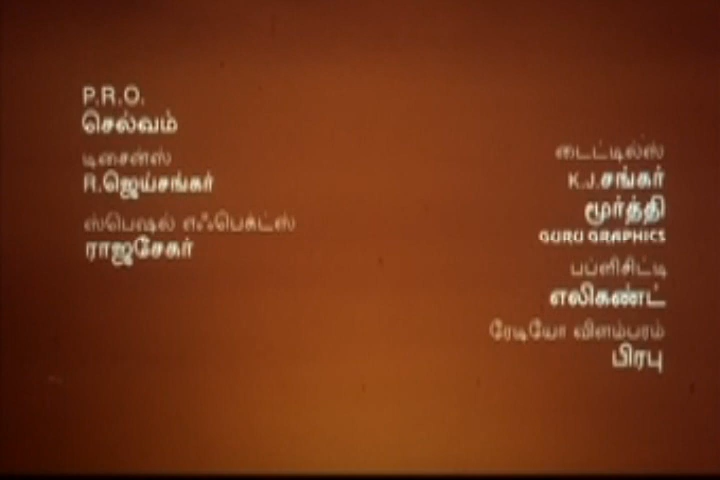 P.R.O.
செல்வம்
டிசைன்ஸ்
R.ஜெய்சங்கர்
ஸ்பெஷல் எஃபெக்ட்ஸ்
ராஜசேகர்
டைட்டில்ஸ்
K.J.சங்கர்
மூர்த்தி
GURU GRAPHICS
பப்ளிசிட்டி
எலிகண்ட்
ரேடியோ விளம்பரம்
பிரபு